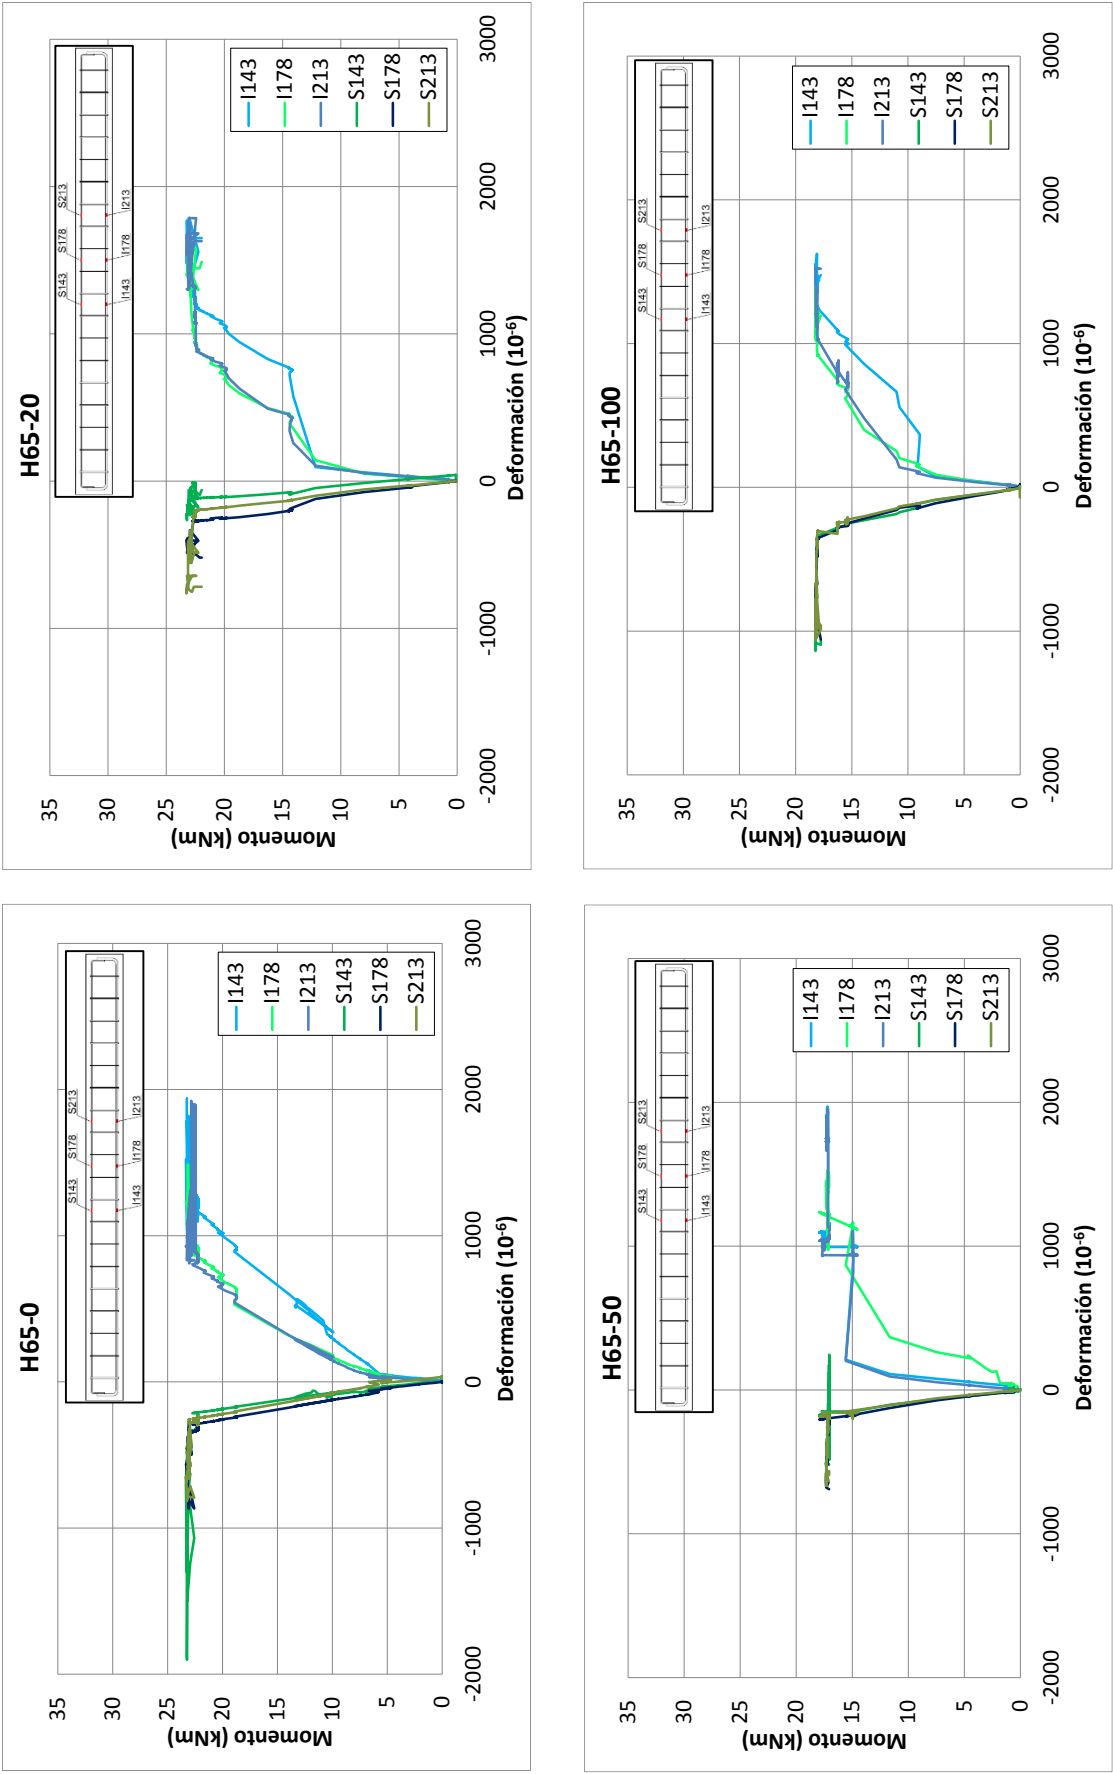 H65-0
35
30
25
20
15
10
5
0
-2000
-1000
0
1000
2000
3000
Momento (kNm)
Deformación (10⁻⁶)
S143
S178
S213
I143
I178
I213
I143
I178
I213
S143
S178
S213
H65-20
35
30
25
20
15
10
5
0
-2000
-1000
0
1000
2000
3000
Momento (kNm)
Deformación (10⁻⁶)
S143
S178
S213
I143
I178
I213
I143
I178
I213
S143
S178
S213
H65-50
35
30
25
20
15
10
5
0
-2000
-1000
0
1000
2000
3000
Momento (kNm)
Deformación (10⁻⁶)
S143
S178
S213
I143
I178
I213
I143
I178
I213
S143
S178
S213
H65-100
35
30
25
20
15
10
5
0
-2000
-1000
0
1000
2000
3000
Momento (kNm)
Deformación (10⁻⁶)
S143
S178
S213
I143
I178
I213
I143
I178
I213
S143
S178
S213